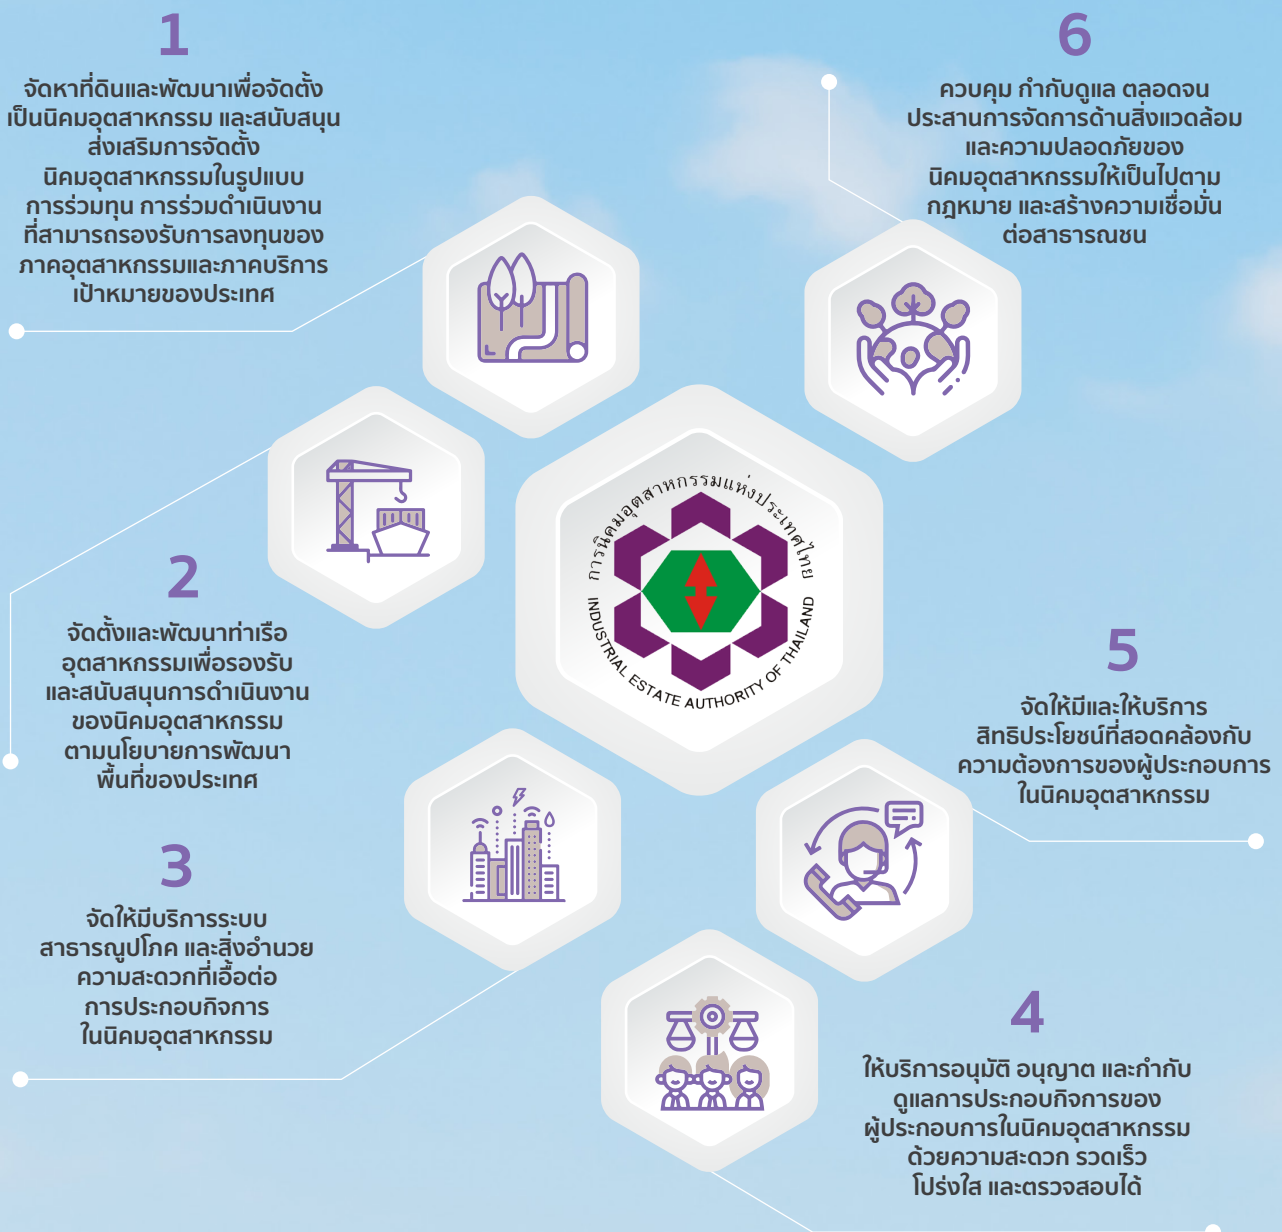 1
จัดหาที่ดินและพัฒนาเพื่อจัดตั้ง
เป็นนิคมอุตสาหกรรม และสนับสนุน
ส่งเสริมการจัดตั้ง
นิคมอุตสาหกรรมในรูปแบบ
การร่วมทุน การร่วมดำเนินงาน
ที่สามารถรองรับการลงทุนของ
ภาคอุตสาหกรรมและภาคบริการ
เป้าหมายของประเทศ
2
จัดตั้งและพัฒนาท่าเรือ
อุตสาหกรรมเพื่อรองรับ
และสนับสนุนการดำเนินงาน
ของนิคมอุตสาหกรรม
ตามนโยบายการพัฒนา
พื้นที่ของประเทศ
3
จัดให้มีบริการระบบ
สาธารณูปโภค และสิ่งอำนวย
ความสะดวกที่เอื้อต่อ
การประกอบกิจการ
ในนิคมอุตสาหกรรม
การนิคมอุตสาหกรรมแห่งประเทศไทย
INDUSTRIAL ESTATE AUTHORITY OF THAILAND
4
ให้บริการอนุมัติ อนุญาต และกำกับ
ดูแลการประกอบกิจการของ
ผู้ประกอบการในนิคมอุตสาหกรรม
ด้วยความสะดวก รวดเร็ว
โปร่งใส และตรวจสอบได้
5
จัดให้มีและให้บริการ
สิทธิประโยชน์ที่สอดคล้องกับ
ความต้องการของผู้ประกอบการ
ในนิคมอุตสาหกรรม
6
ควบคุม กำกับดูแล ตลอดจน
ประสานการจัดการด้านสิ่งแวดล้อม
และความปลอดภัยของ
นิคมอุตสาหกรรมให้เป็นไปตาม
กฎหมาย และสร้างความเชื่อมั่น
ต่อสาธารณชน